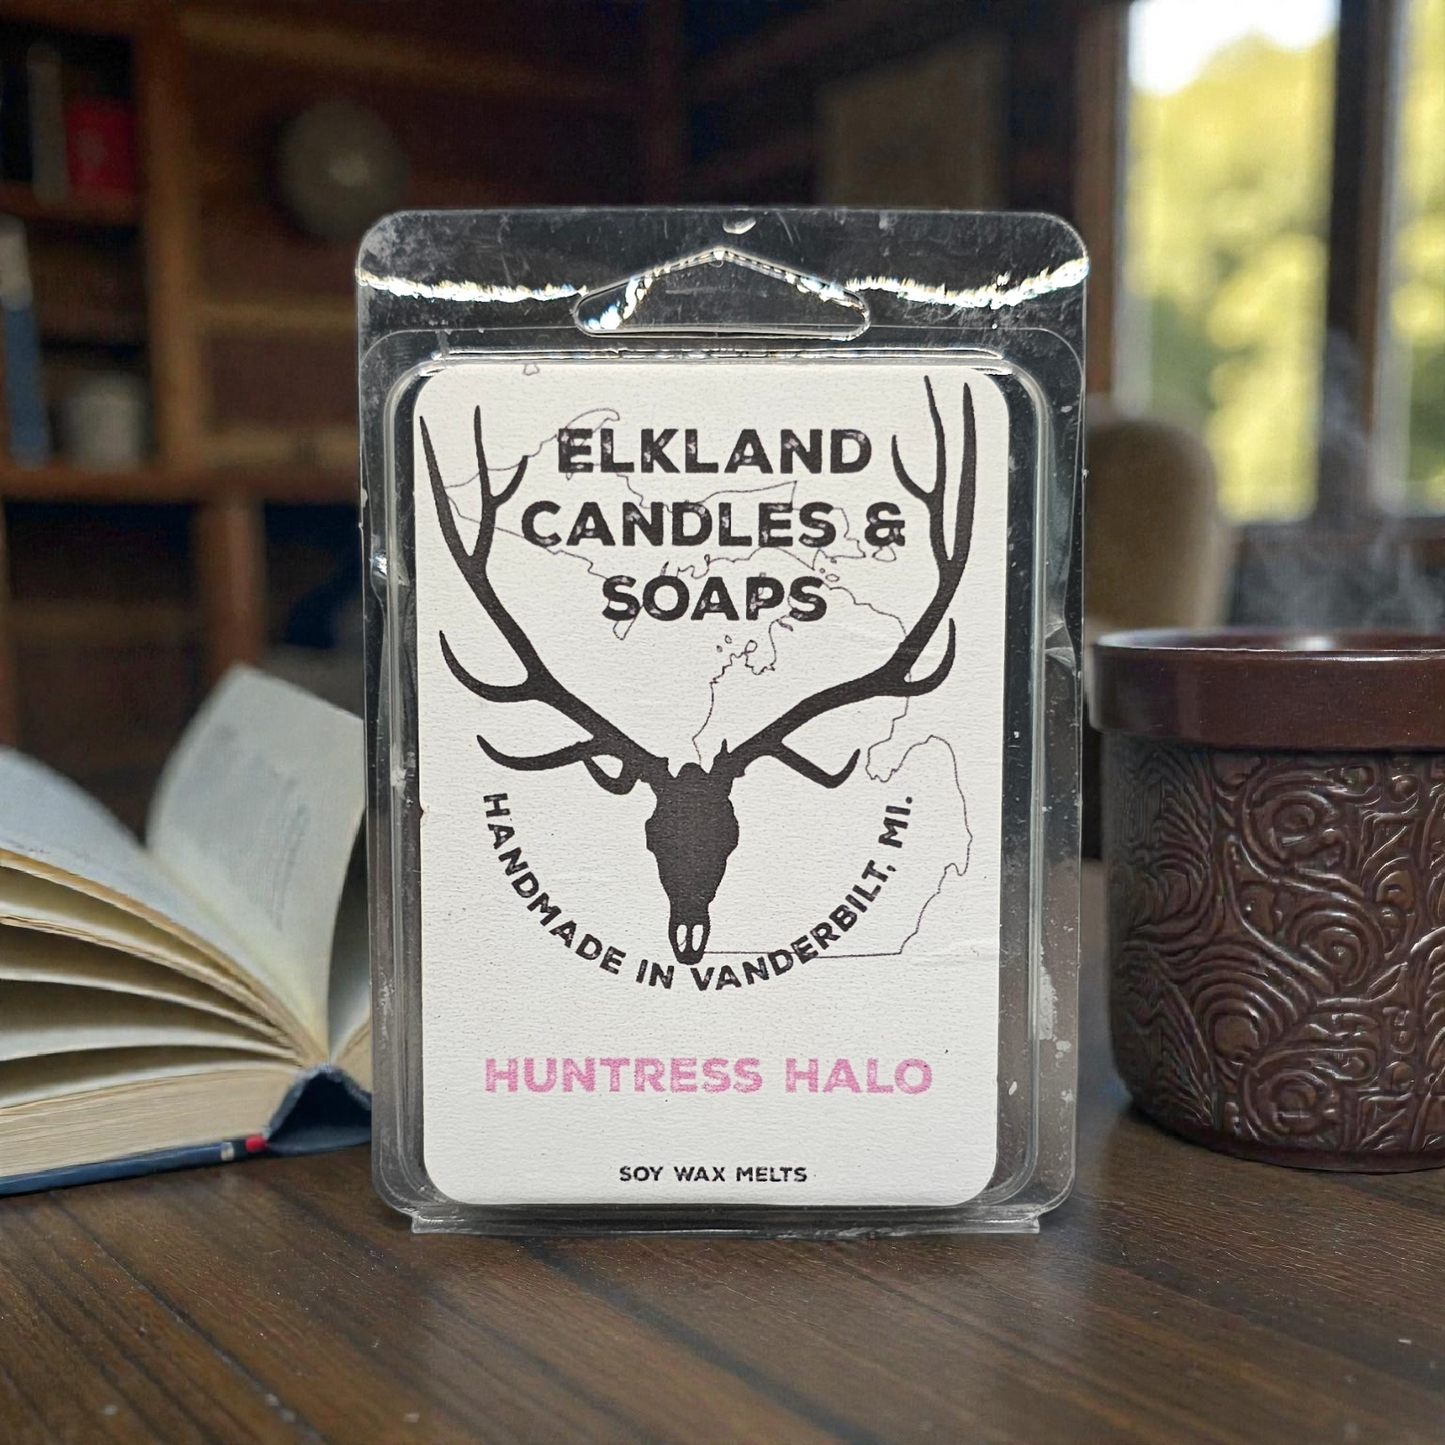 ELKLAND
CANDLES &
SOAPS
HANDMADE IN VANDERBILT, MI.
HUNTRESS HALO
SOY WAX MELTS